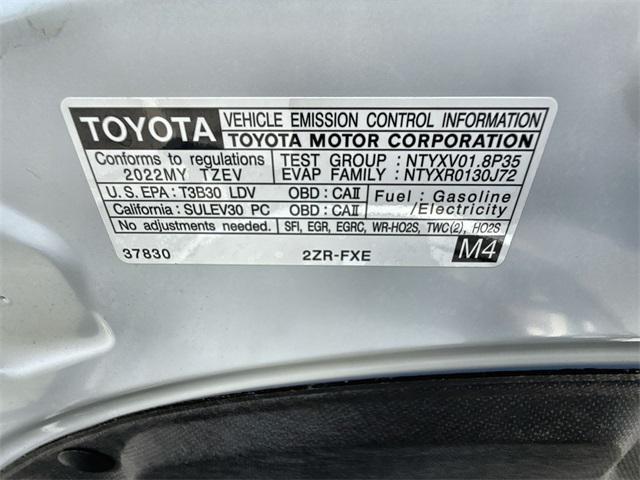 TOYOTA VEHICLE EMISSION CONTROL INFORMATION
TOYOTA MOTOR CORPORATION
Conforms to regulations
2022MY TZEV
TEST GROUP : NTYXV01.8P35
EVAP FAMILY : NTYXR0130J72
U.S. EPA : T3B30 LDV OBD : CAII
California : SULEV30 PC OBD : CAII
Fuel : Gasoline
/Electricity
No adjustments needed. SFI, EGR, EGRC, WR-HO2S, TWC(2), HO2S
37830 2ZR-FXE M4